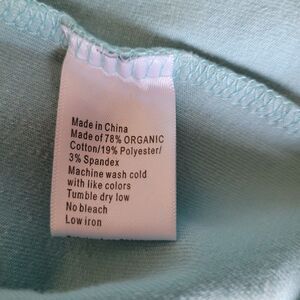 Made in China
Made of 78% ORGANIC
Cotton/19% Polyester/
3% Spandex
Machine wash cold
with like colors
Tumble dry low
No bleach
Low iron